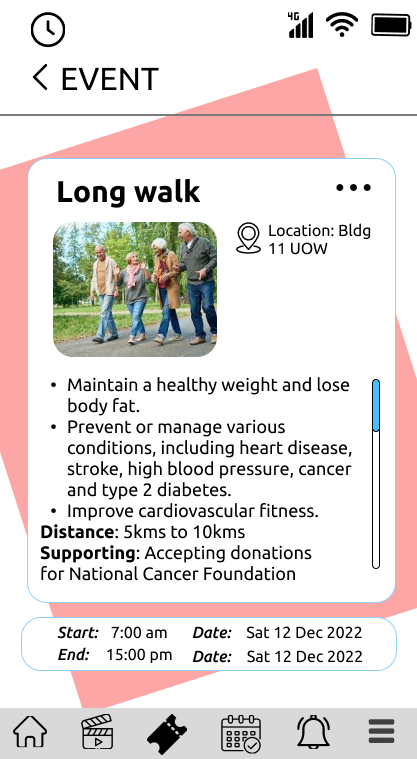 4G
EVENT
Long walk
Location: Bldg
11 UOW
• Maintain a healthy weight and lose
body fat.
• Prevent or manage various
conditions, including heart disease,
stroke, high blood pressure, cancer
and type 2 diabetes.
• Improve cardiovascular fitness.
Distance: 5kms to 10kms
Supporting: Accepting donations
for National Cancer Foundation
Start: 7:00 am Date: Sat 12 Dec 2022
End: 15:00 pm Date: Sat 12 Dec 2022